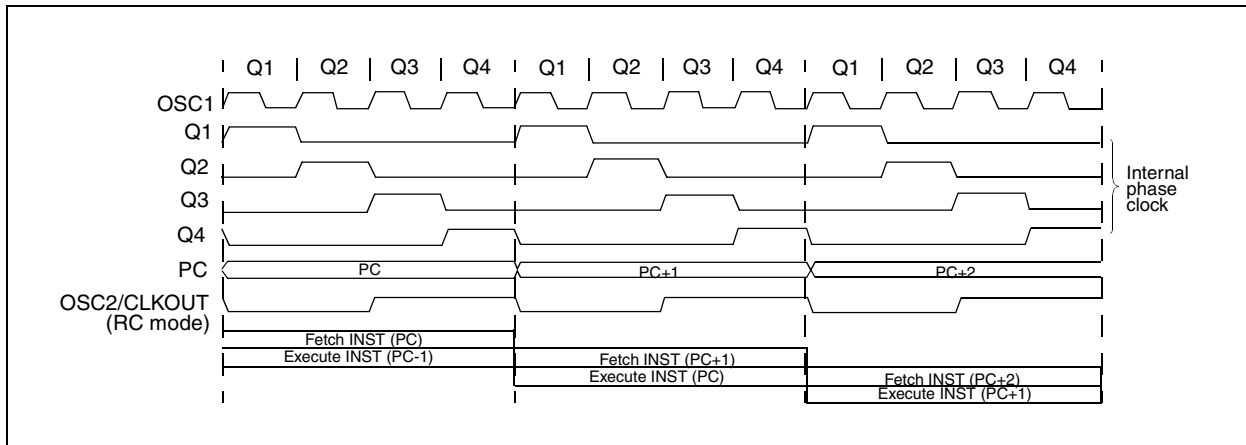 Q1 Q2 Q3 Q4 Q1 Q2 Q3 Q4 Q1 Q2 Q3 Q4
OSC1
Q1
Q2
Q3
Q4
Internal
phase
clock
PC PC PC+1 PC+2
OSC2/CLKOUT
(RC mode)
Fetch INST (PC)
Execute INST (PC-1) Fetch INST (PC+1)
Execute INST (PC) Fetch INST (PC+2)
Execute INST (PC+1)